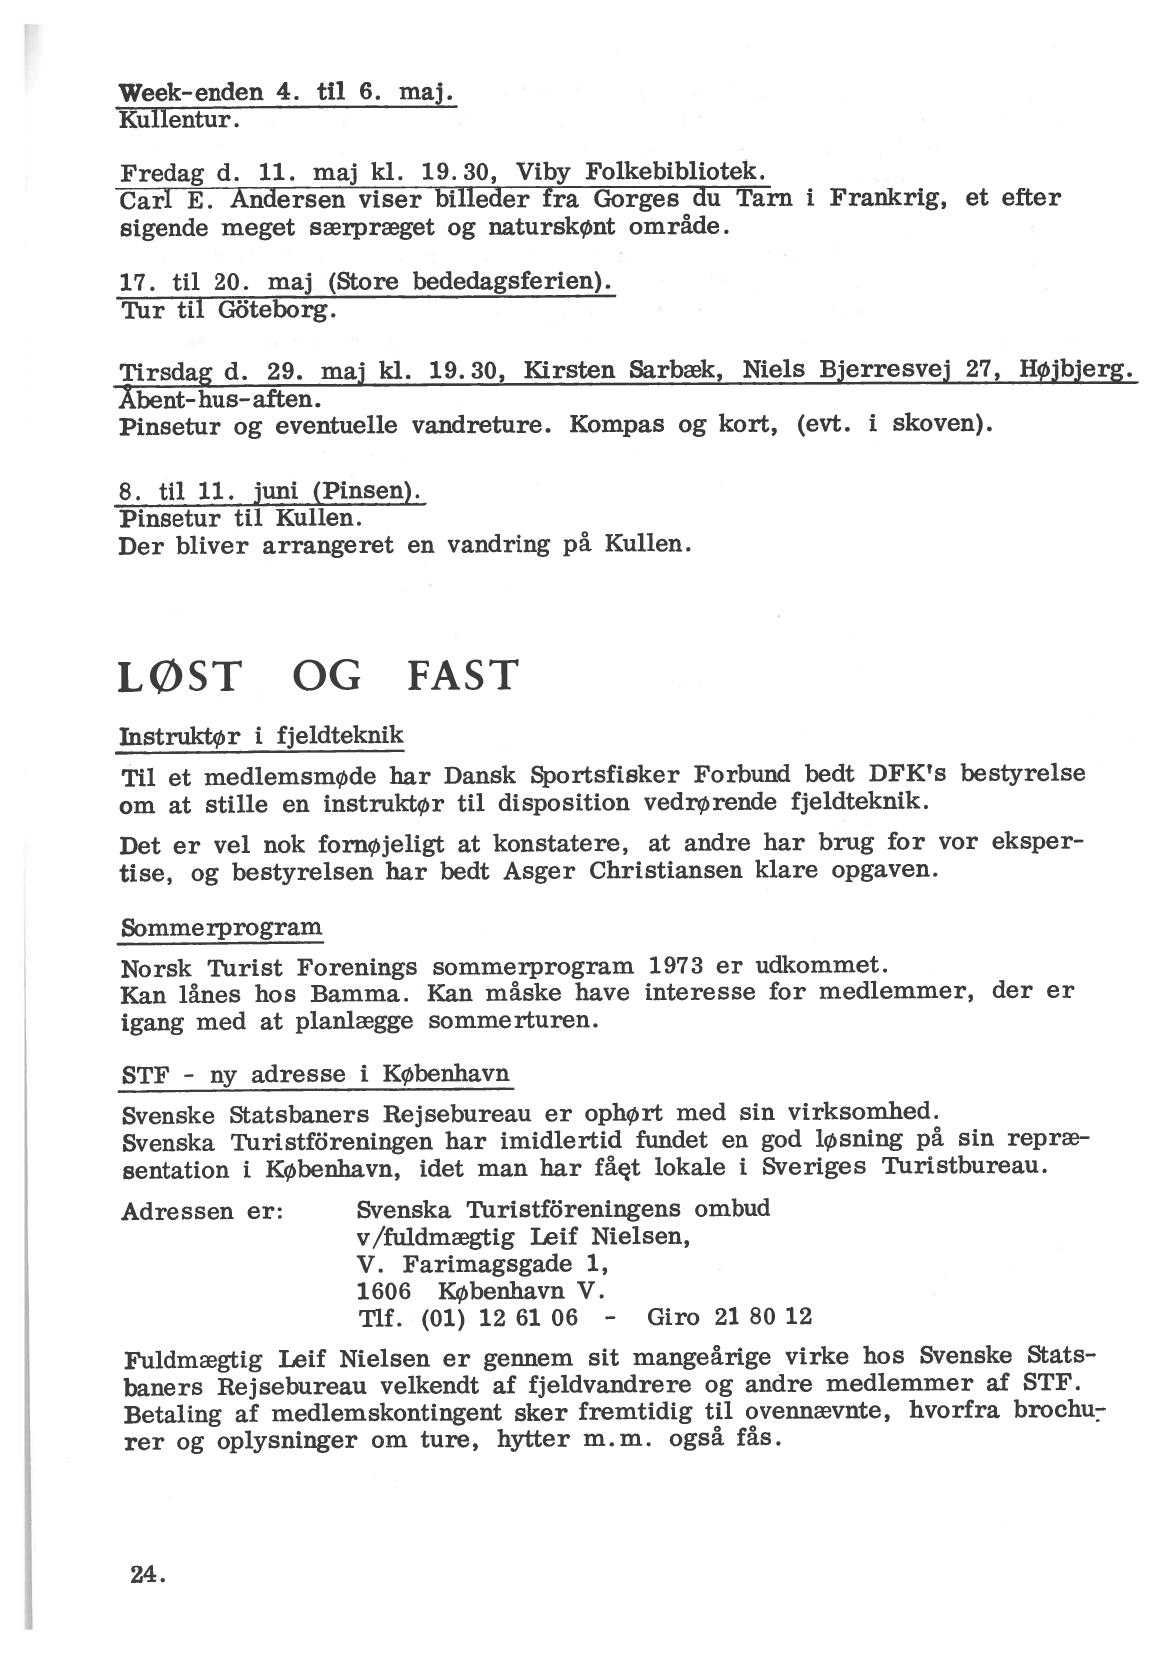 Week-enden 4. til 6. maj.
Kullentur.
Fredag d. 11. maj kl. 19.30, Viby Folkebibliotek.
Carl E. Andersen viser billeder fra Gorges du Tarn i Frankrig, et efter
sigende meget særpræget og naturskønt område.
17. til 20. maj (Store bededagsferien).
Tur til Göteborg.
Tirsdag d. 29. maj kl. 19.30, Kirsten Sarbæk, Niels Bjerresvej 27, Højbjerg.
Åbent-hus-aften.
Pinsetur og eventuelle vandreture. Kompas og kort, (evt. i skoven).
8. til 11. juni (Pinsen).
Pinsetur til Kullen.
Der bliver arrangeret en vandring på Kullen.
LØST OG FAST
Instruktør i fjeldteknik
Til et medlemsmøde har Dansk Sportsfisker Forbund bedt DFK's bestyrelse
om at stille en instruktør til disposition vedrørende fjeldteknik.
Det er vel nok fornøjeligt at konstatere, at andre har brug for vor eksper-
tise, og bestyrelsen har bedt Asger Christiansen klare opgaven.
Sommerprogram
Norsk Turist Forenings sommerprogram 1973 er udkommet.
Kan lånes hos Bamma. Kan måske have interesse for medlemmer, der er
igang med at planlægge sommerturen.
STF - ny adresse i København
Svenske Statsbaners Rejsebureau er ophørt med sin virksomhed.
Svenska Turistföreningen har imidlertid fundet en god løsning på sin repræ-
sentation i København, idet man har fået lokale i Sveriges Turistbureau.
Adressen er: Svenska Turistföreningens ombud
v/fuldmægtig Leif Nielsen,
V. Farimagsgade 1,
1606 København V.
Tlf. (01) 12 61 06 - Giro 21 80 12
Fuldmægtig Leif Nielsen er gennem sit mangeårige virke hos Svenske Stats-
baners Rejsebureau velkendt af fjeldvandrere og andre medlemmer af STF.
Betaling af medlemskontingent sker fremtidig til ovennævnte, hvorfra brochu-
rer og oplysninger om ture, hytter m.m. også fås.
24.